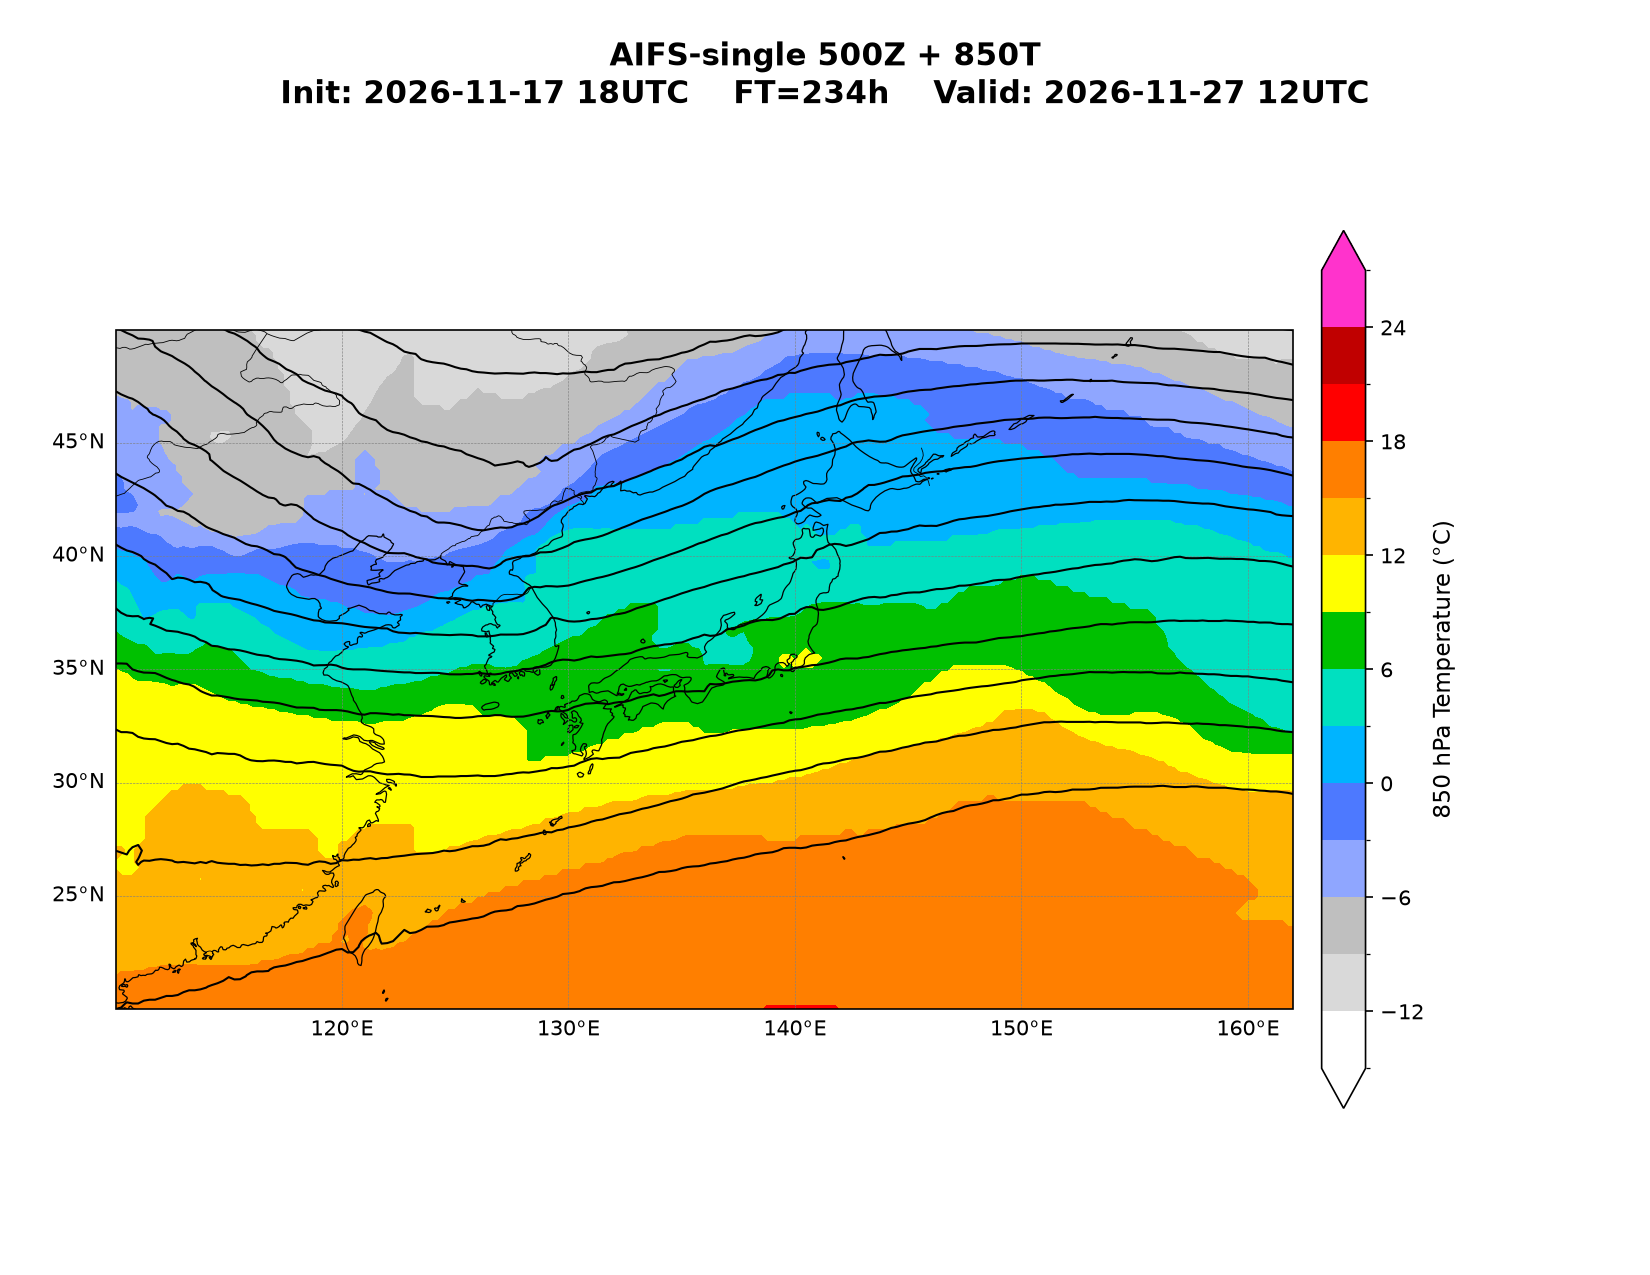 AIFS-single 500Z + 850T
Init: 2026-11-17 18UTC    FT=234h    Valid: 2026-11-27 12UTC
24
18
12
6
0
−6
−12
850 hPa Temperature (°C)
45°N
40°N
35°N
30°N
25°N
120°E
130°E
140°E
150°E
160°E